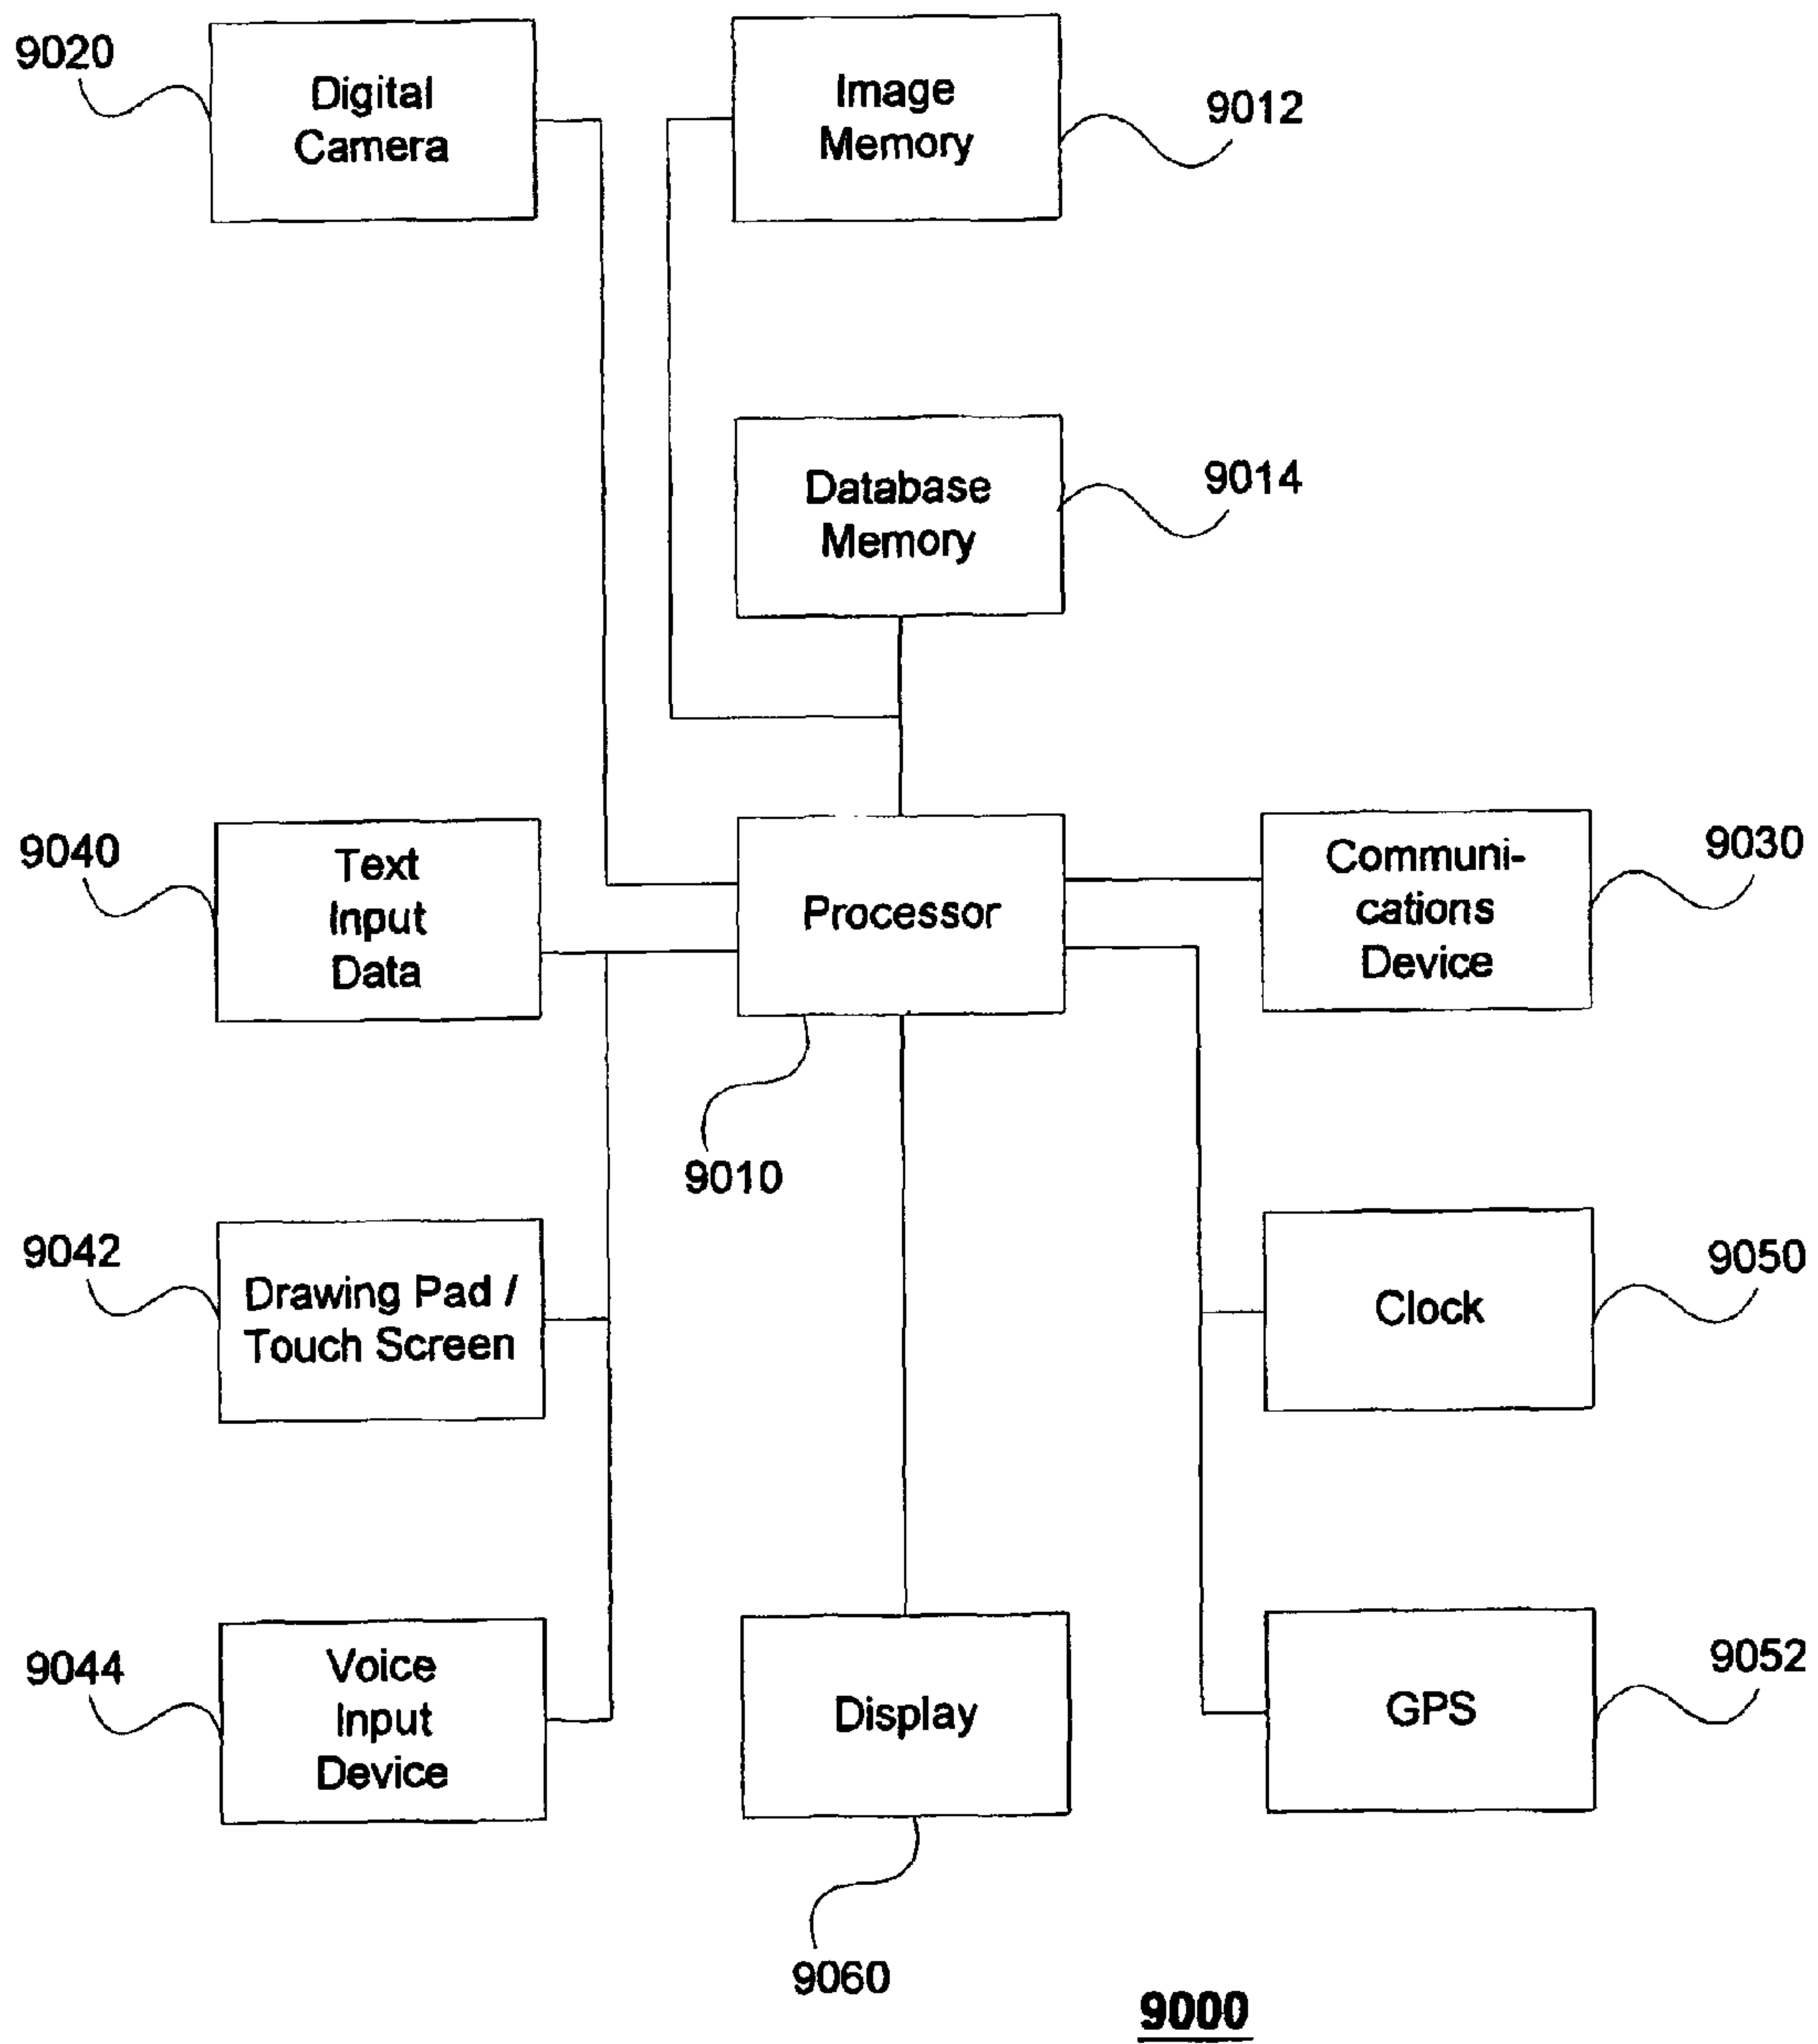 9020
Digital
Camera
Image
Memory
9012
Database
Memory
9014
9040
Text
Input
Data
Processor
9010
Communi-
cations
Device
9030
9042
Drawing Pad /
Touch Screen
Clock
9050
9044
Voice
Input
Device
Display
9060
GPS
9052
9000